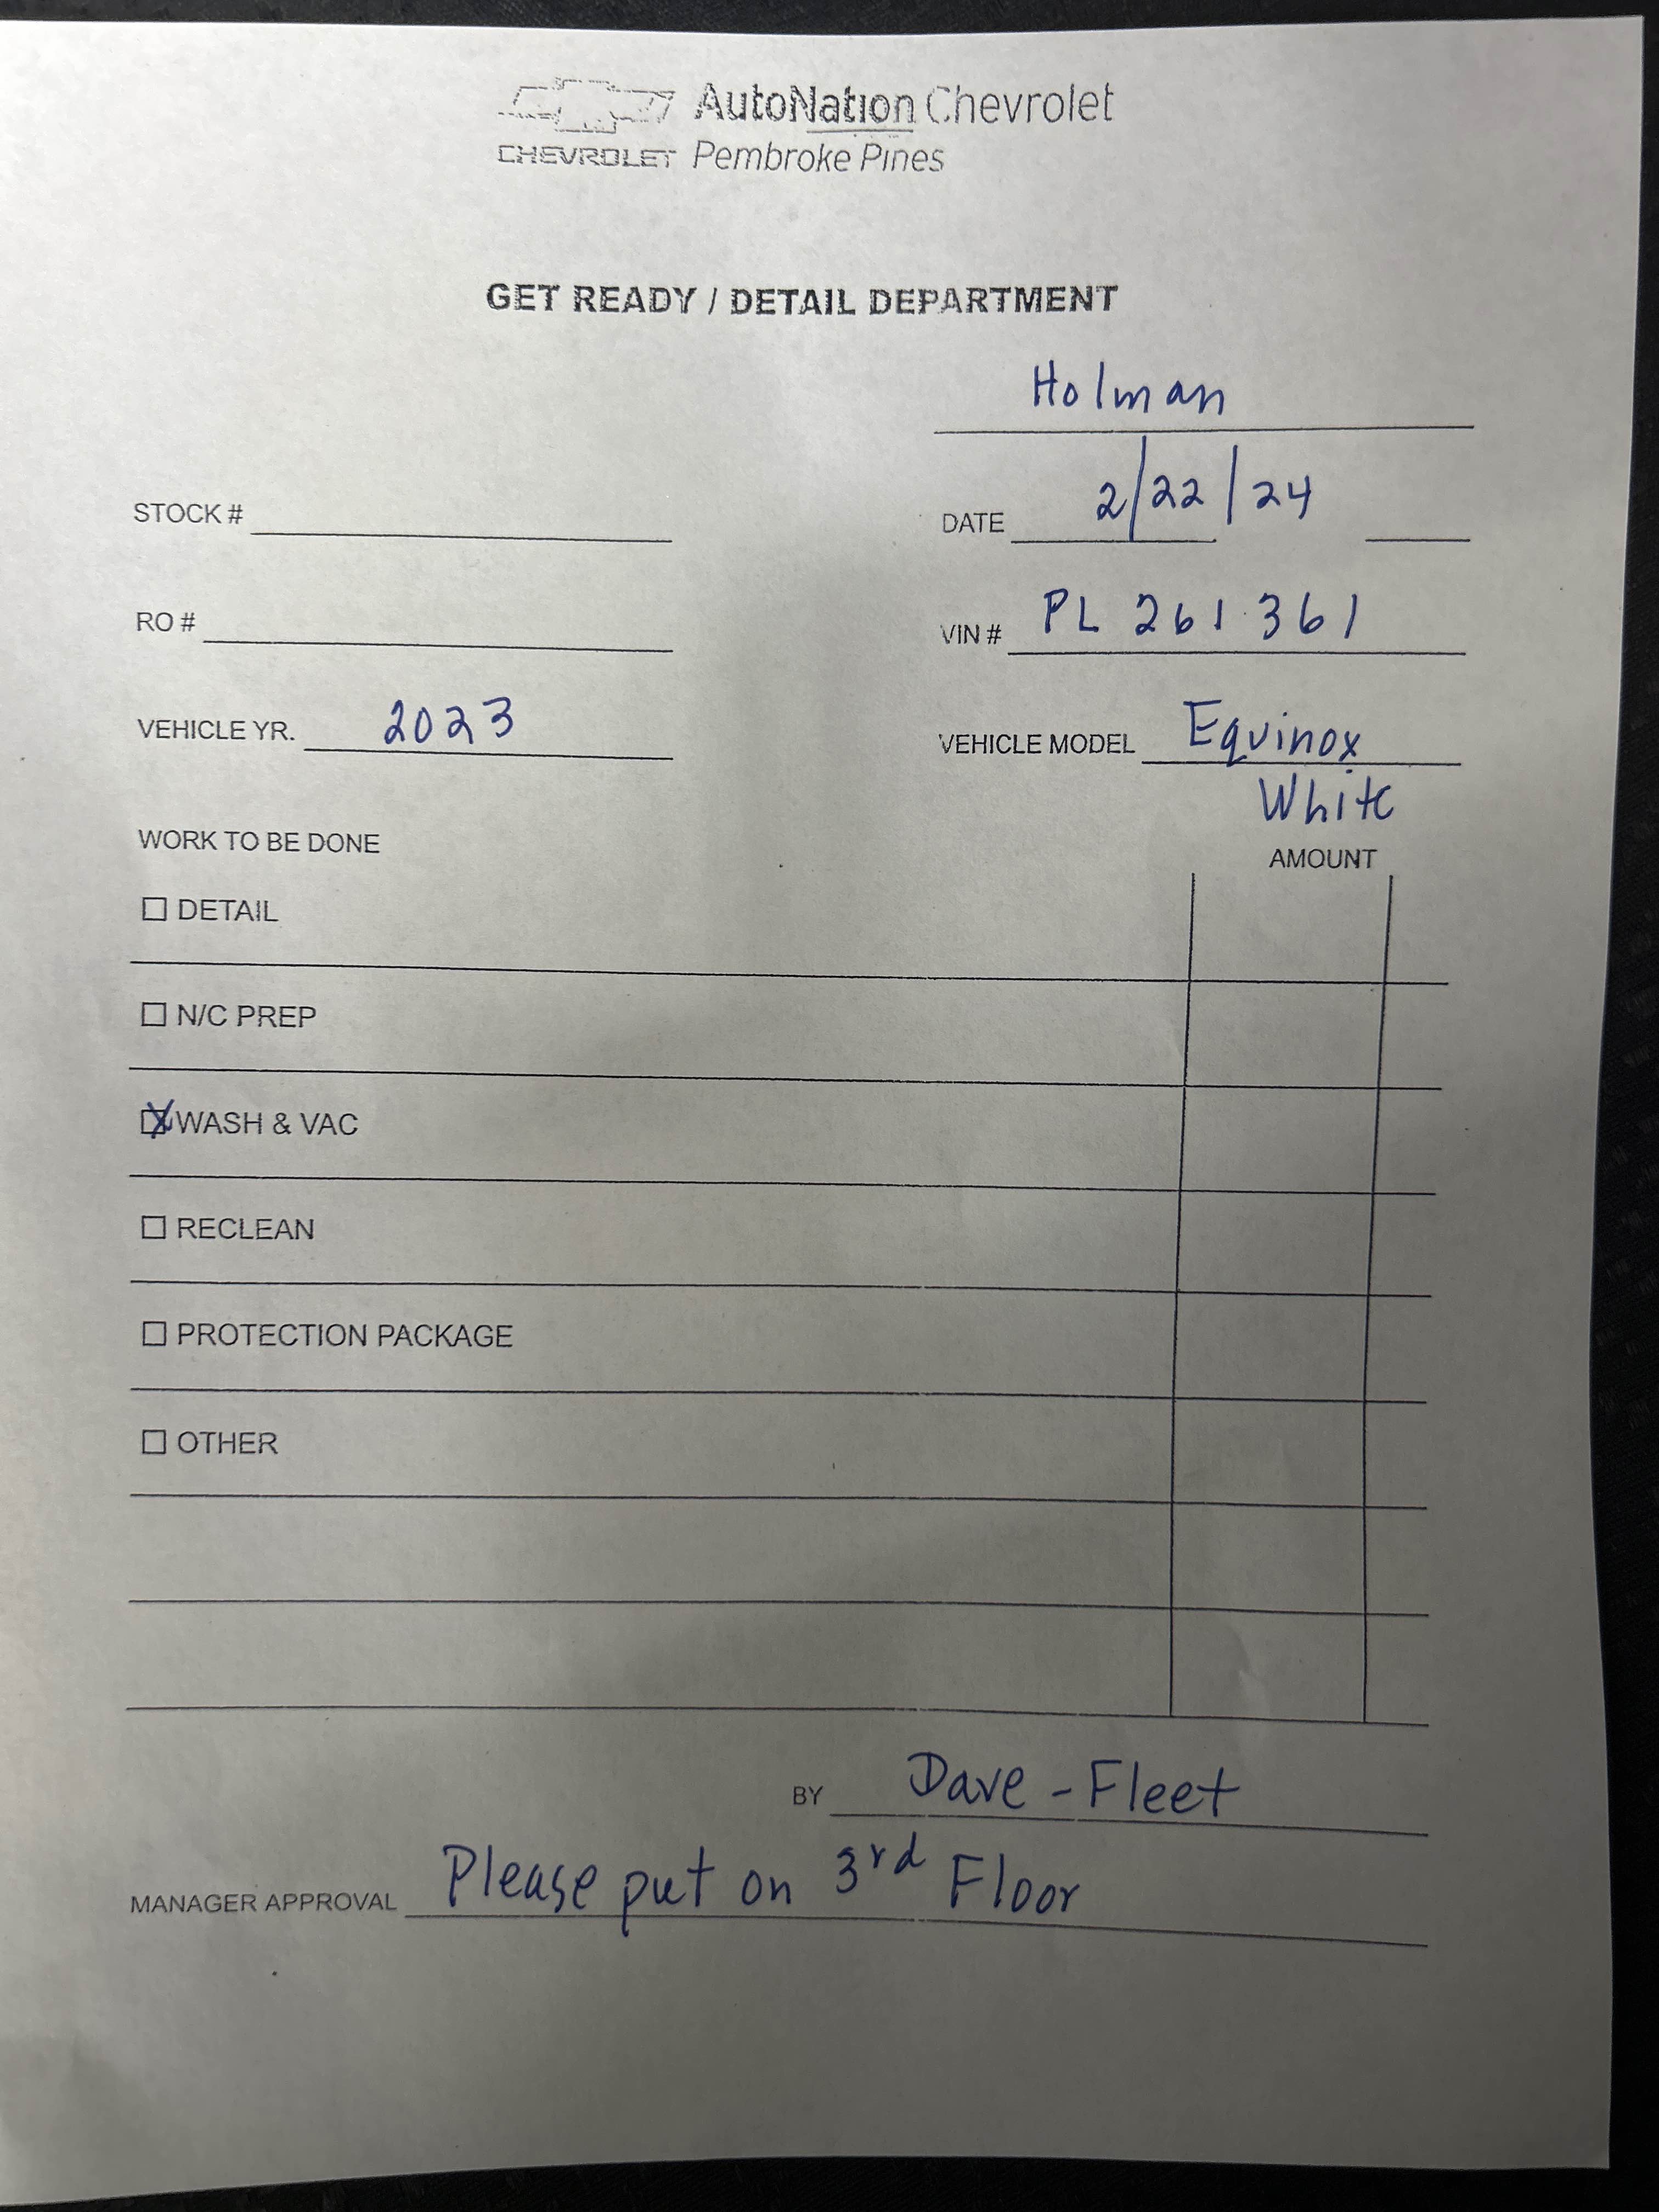 AutoNation Chevrolet
CHEVROLET Pembroke Pines
GET READY / DETAIL DEPARTMENT
Holman
STOCK #
DATE 2/22/24
RO #
VIN # PL 261361
VEHICLE YR. 2023
VEHICLE MODEL Equinox
White
WORK TO BE DONE
AMOUNT
DETAIL
N/C PREP
WASH & VAC
RECLEAN
PROTECTION PACKAGE
OTHER
BY Dave - Fleet
MANAGER APPROVAL Please put on 3rd Floor